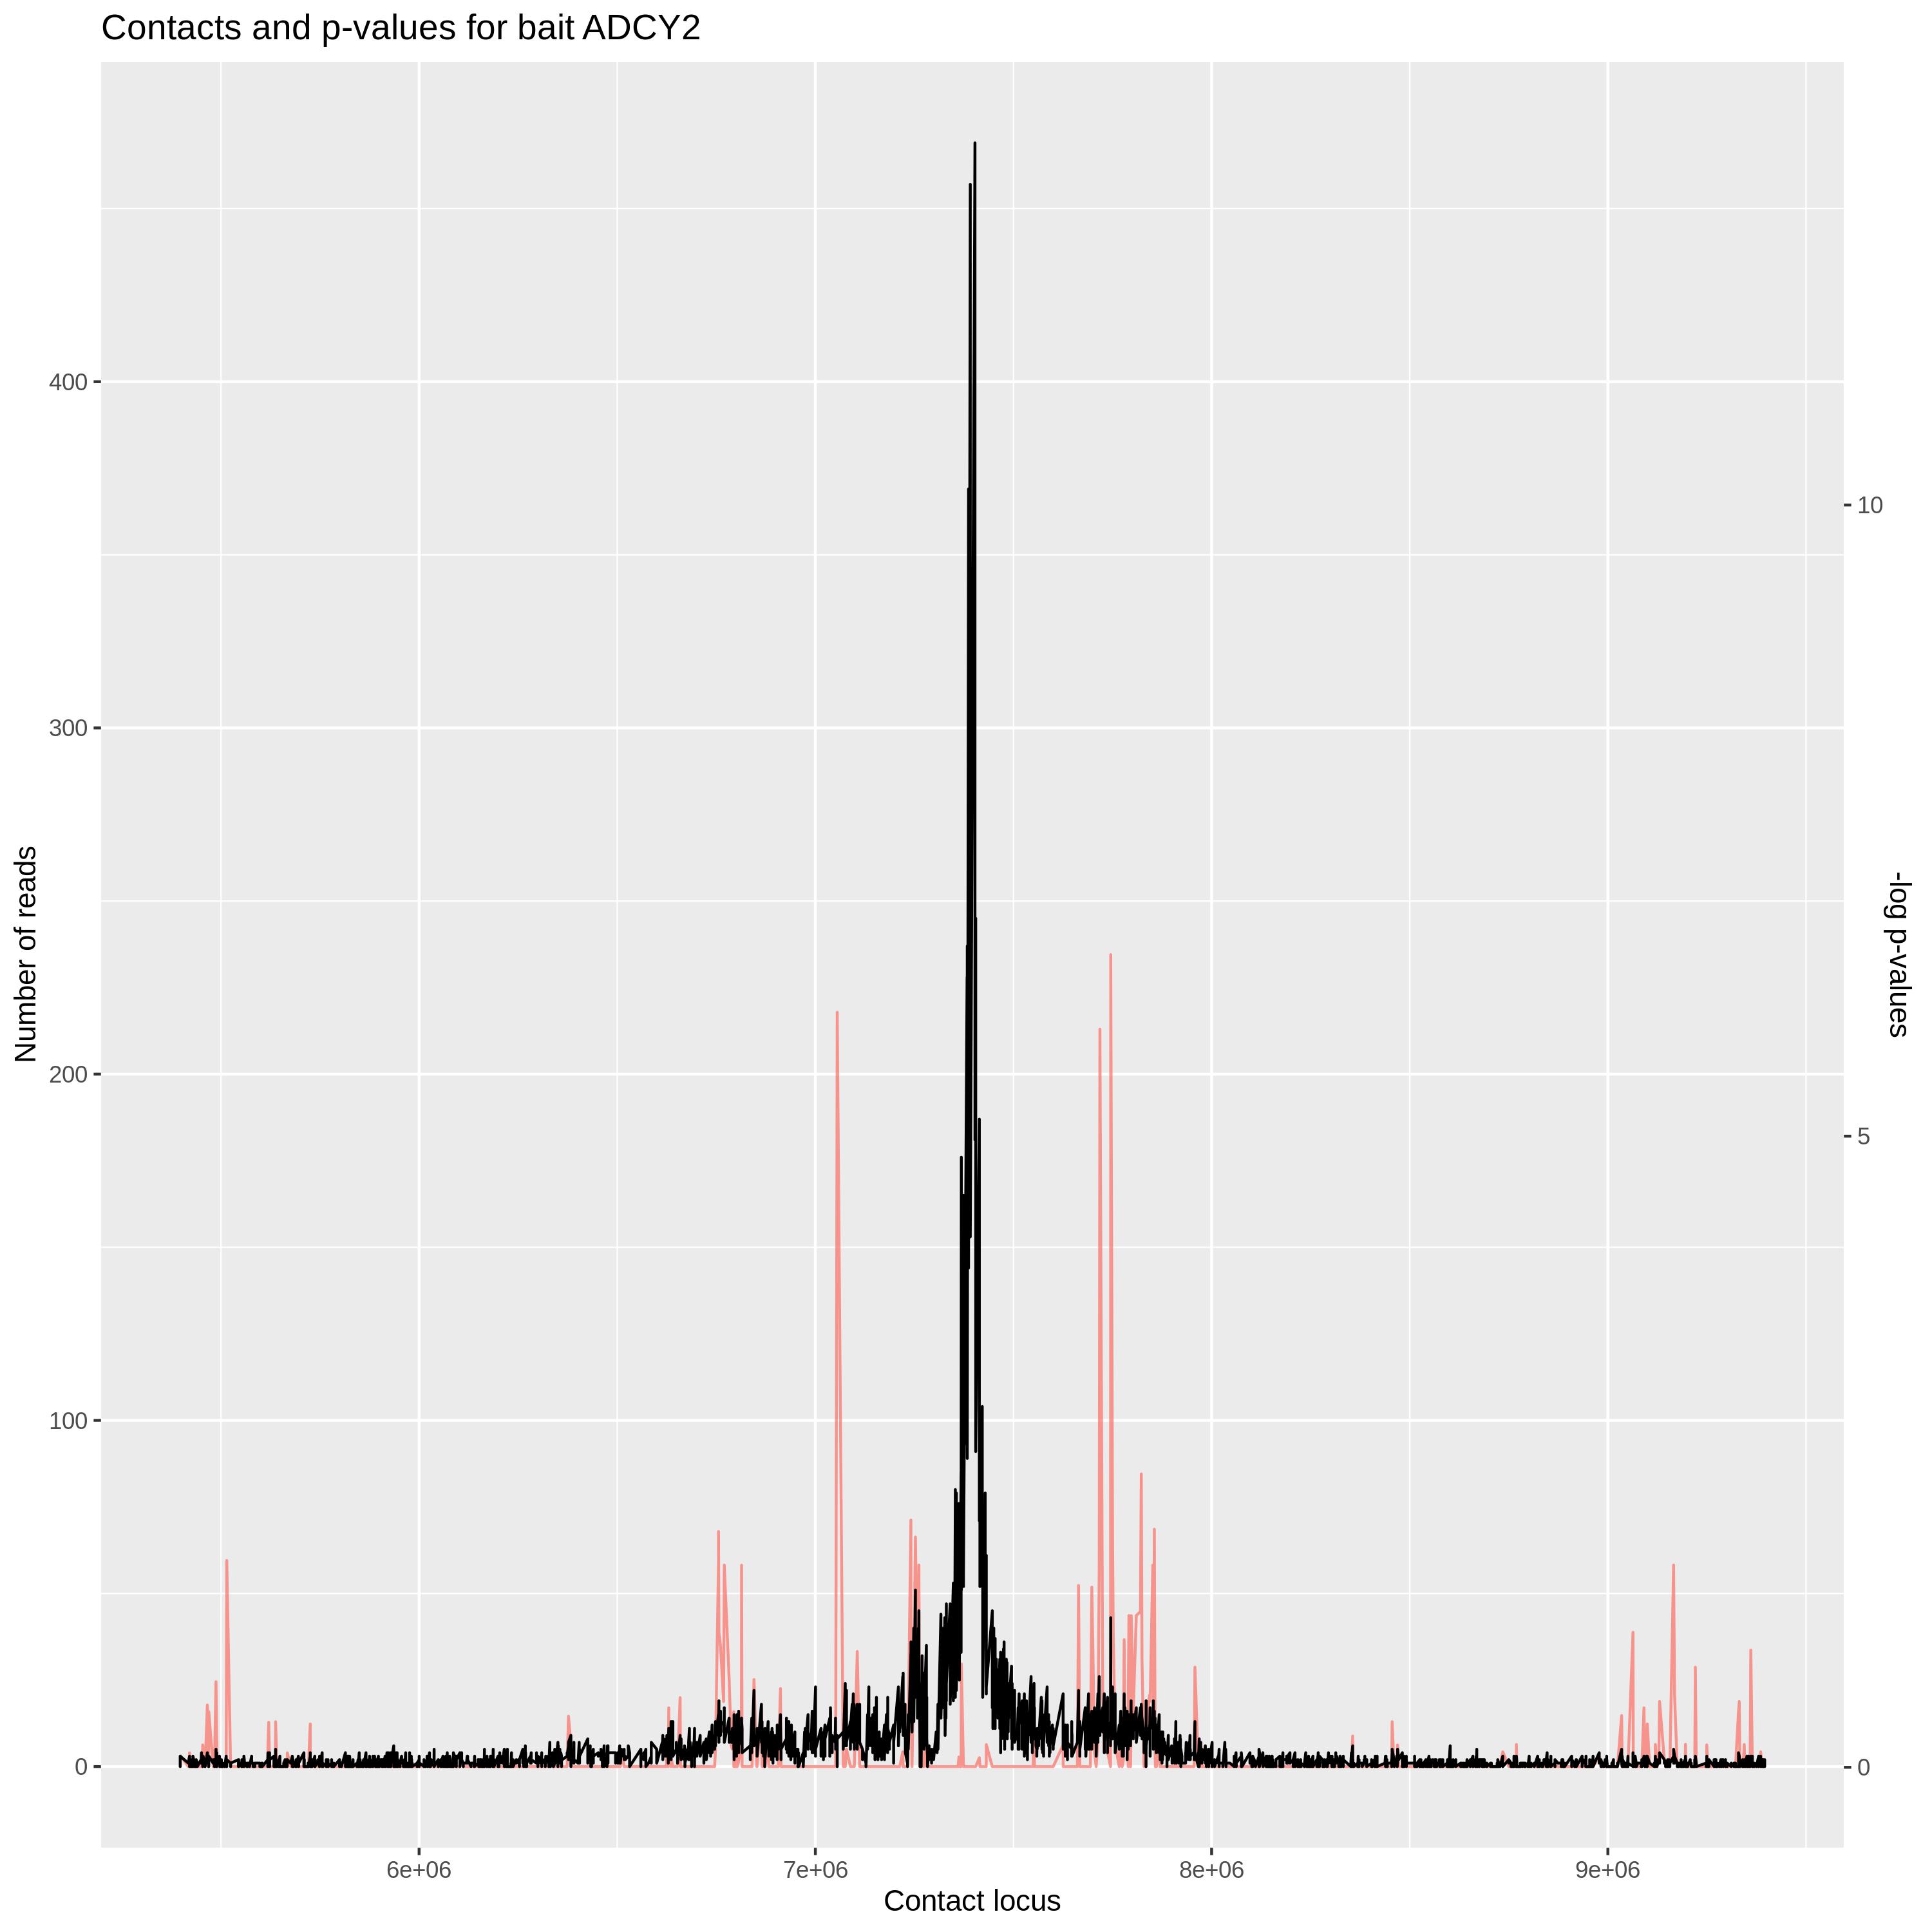 Contacts and p-values for bait ADCY2
Number of reads
400
300
200
100
0
10
5
0
-log p-values
6e+06
7e+06
8e+06
9e+06
Contact locus